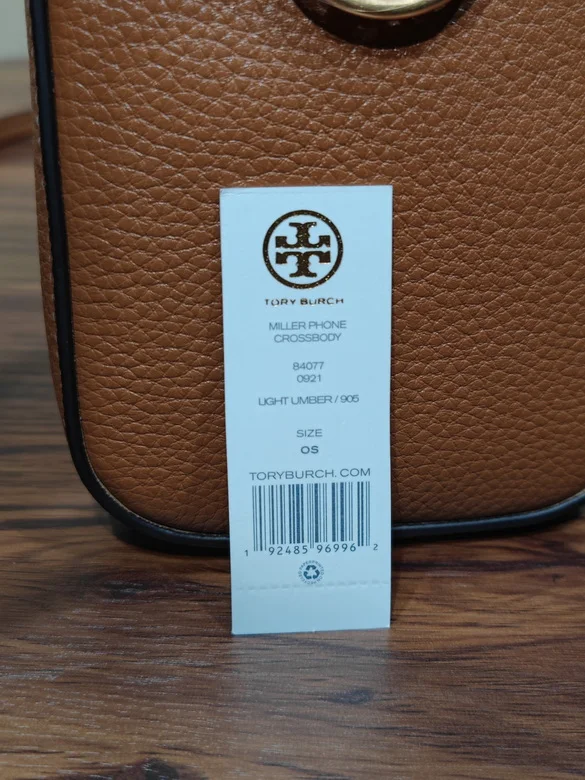 TORY BURCH
MILLER PHONE
CROSSBODY
84077
0921
LIGHT UMBER / 905
SIZE
OS
TORYBURCH. COM
1 92485 96996 2